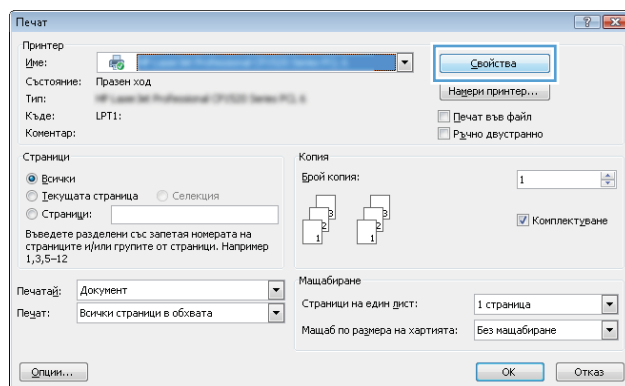 Печат
Принтер
Име:
Свойства
Състояние: Празен ход
Намери принтер...
Тип:
Къде: LPT1:
Печат във файл
Коментар:
Ръчно двустранно
Страници
Всички
Текущата страница Селекция
Страници:
Въведете разделени със запетая номерата на
страниците и/или групите от страници. Например
1,3,5–12
Копия
Брой копия: 1
Комплектуване
Печатай: Документ
Печат: Всички страници в обхвата
Мащабиране
Страници на един лист: 1 страница
Мащаб по размера на хартията: Без мащабиране
Опции...
OK
Отказ